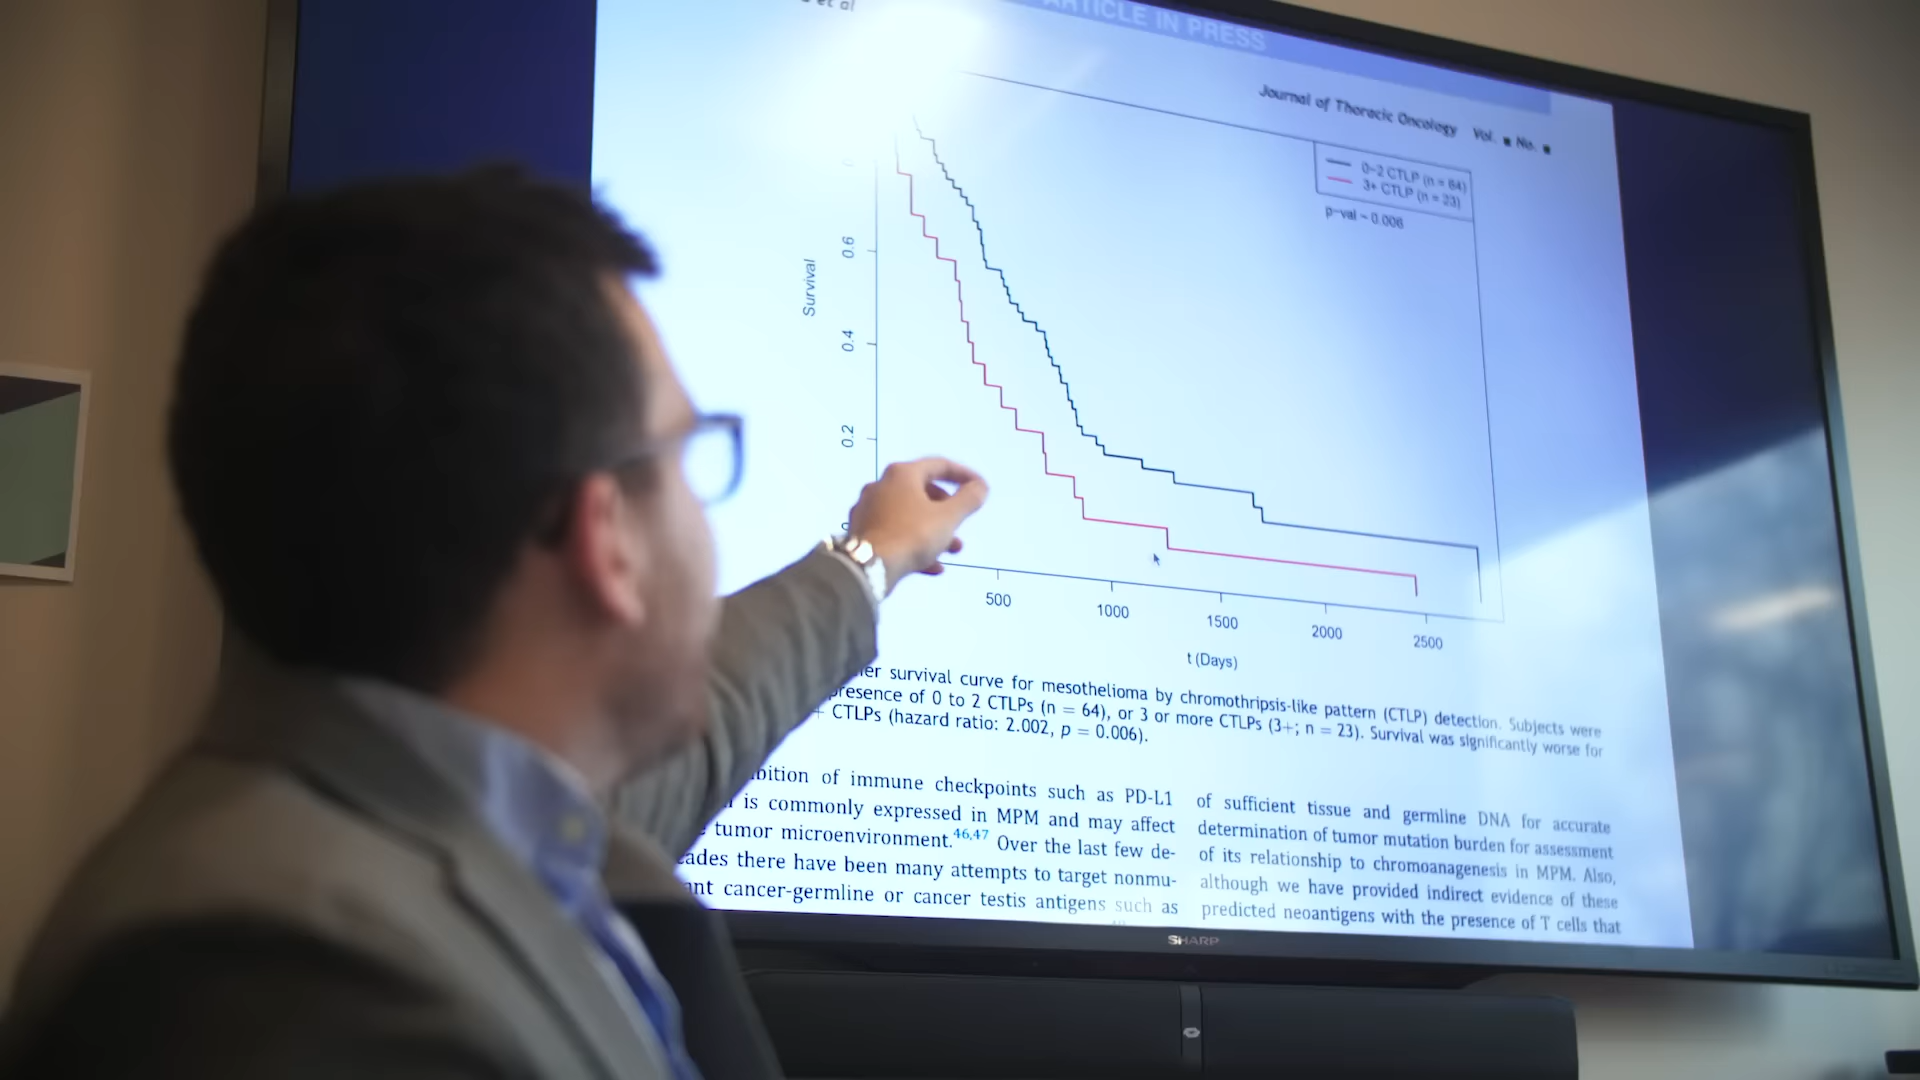 et al
ARTICLE IN PRESS
Journal of Thoracic Oncology Vol. ■ No. ■
0-2 CTLP (n = 64)
3+ CTLP (n = 23)
p-val ~ 0.006
Survival
0.6
0.4
0.2
500
1000
1500
2000
2500
t (Days)
survival curve for mesothelioma by chromothripsis-like pattern (CTLP) detection. Subjects were
presence of 0 to 2 CTLPs (n = 64), or 3 or more CTLPs (3+; n = 23). Survival was significantly worse for
CTLPs (hazard ratio: 2.002, p = 0.006).
bition of immune checkpoints such as PD-L1
is commonly expressed in MPM and may affect
tumor microenvironment.46,47 Over the last few de-
cades there have been many attempts to target nonmu-
ant cancer-germline or cancer testis antigens such as
of sufficient tissue and germline DNA for accurate
determination of tumor mutation burden for assessment
of its relationship to chromoanagenesis in MPM. Also,
although we have provided indirect evidence of these
predicted neoantigens with the presence of T cells that
SHARP